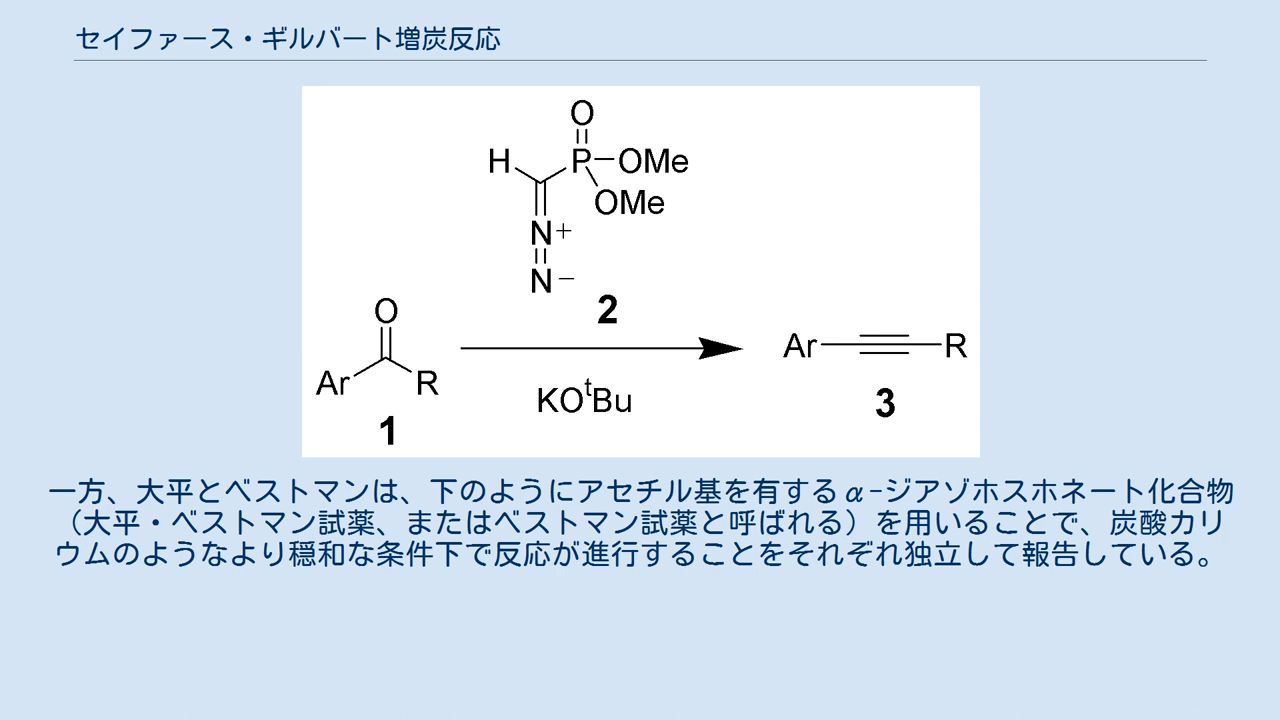 セイファース・ギルバート増炭反応
O
H
P
OMe
OMe
N+
N−
2
O
Ar
R
1
KOtBu
Ar
R
3
一方、大平とベストマンは、下のようにアセチル基を有するα-ジアゾホスホネート化合物
（大平・ベストマン試薬、またはベストマン試薬と呼ばれる）を用いることで、炭酸カリ
ウムのようなより穏和な条件下で反応が進行することをそれぞれ独立して報告している。